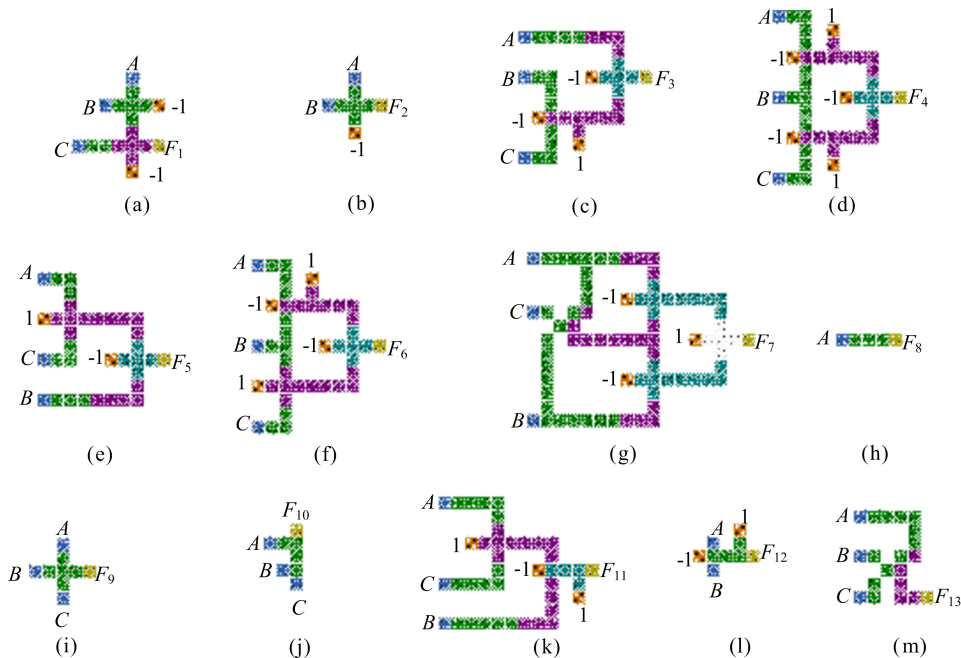 A
B
-1
C
F1
-1
(a)
A
B
F2
-1
(b)
A
B
-1
F3
-1
C
1
(c)
A
1
-1
B
-1
F4
-1
C
1
(d)
A
1
C
-1
F5
B
(e)
A
1
-1
B
-1
F6
1
C
(f)
A
-1
C
1
F7
-1
B
(g)
A
F8
(h)
A
B
F9
C
(i)
F10
A
B
C
(j)
A
1
-1
F11
C
B
1
(k)
1
A
-1
F12
B
(l)
A
B
C
F13
(m)